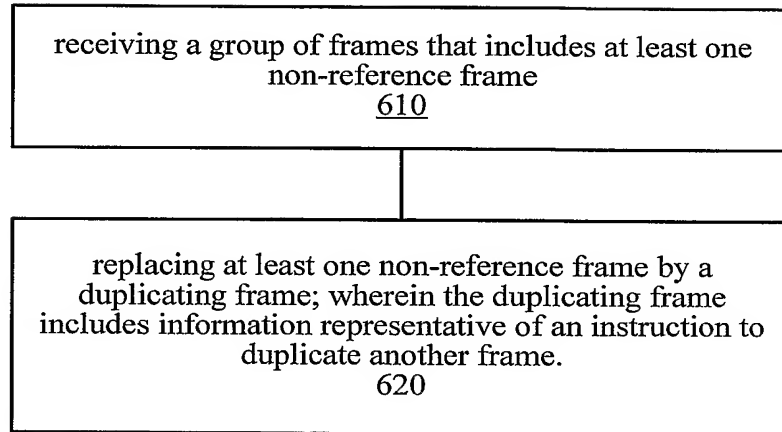 receiving a group of frames that includes at least one
non-reference frame
610
replacing at least one non-reference frame by a
duplicating frame; wherein the duplicating frame
includes information representative of an instruction to
duplicate another frame.
620